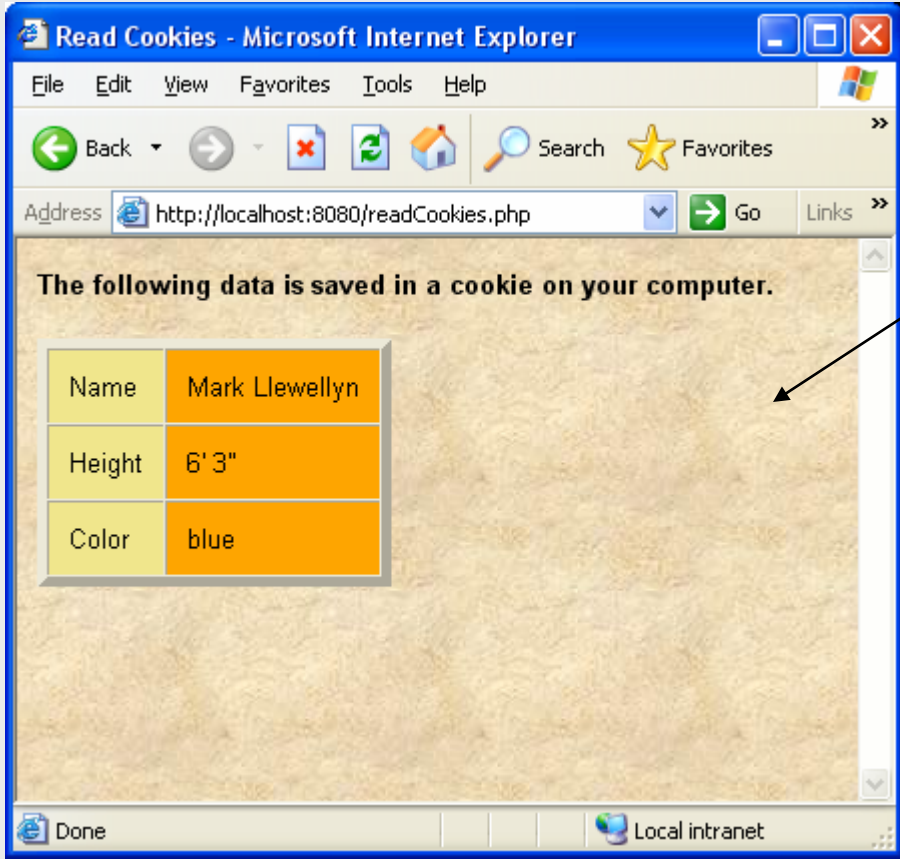 Read Cookies - Microsoft Internet Explorer
File Edit View Favorites Tools Help
Back Search Favorites »
Address http://localhost:8080/readCookies.php Go Links »
The following data is saved in a cookie on your computer.
Name Mark Llewellyn
Height 6' 3"
Color blue
Done Local intranet